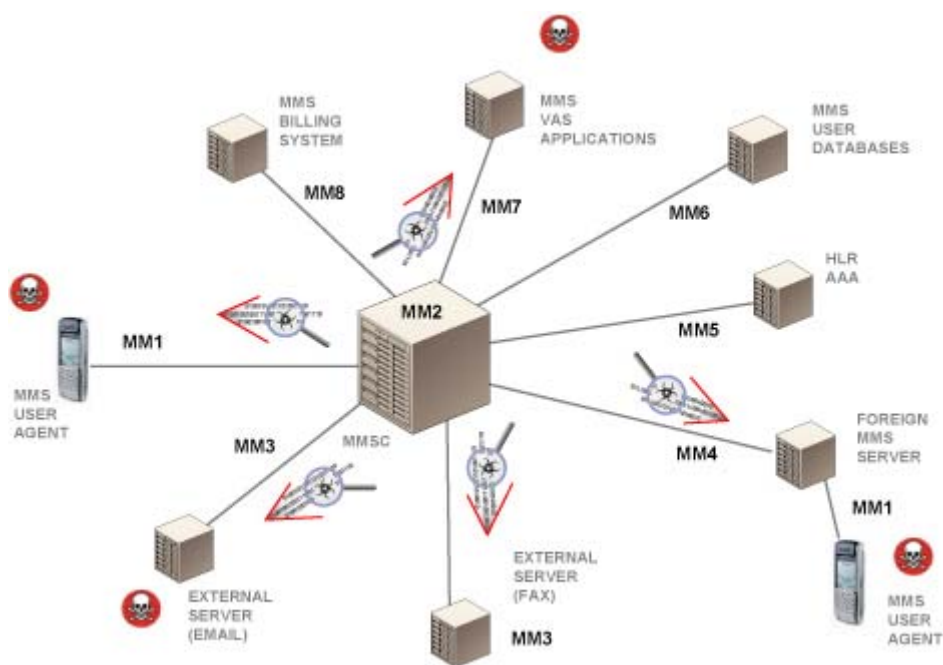 MMS
BILLING
SYSTEM
MMS
VAS
APPLICATIONS
MMS
USER
DATABASES
MM8
MM7
MM6
HLR
AAA
MM2
MM1
MM5
MMS
USER
AGENT
MM3
MMSC
MM4
FOREIGN
MMS
SERVER
MM1
EXTERNAL
SERVER
(EMAIL)
EXTERNAL
SERVER
(FAX)
MM3
MMS
USER
AGENT